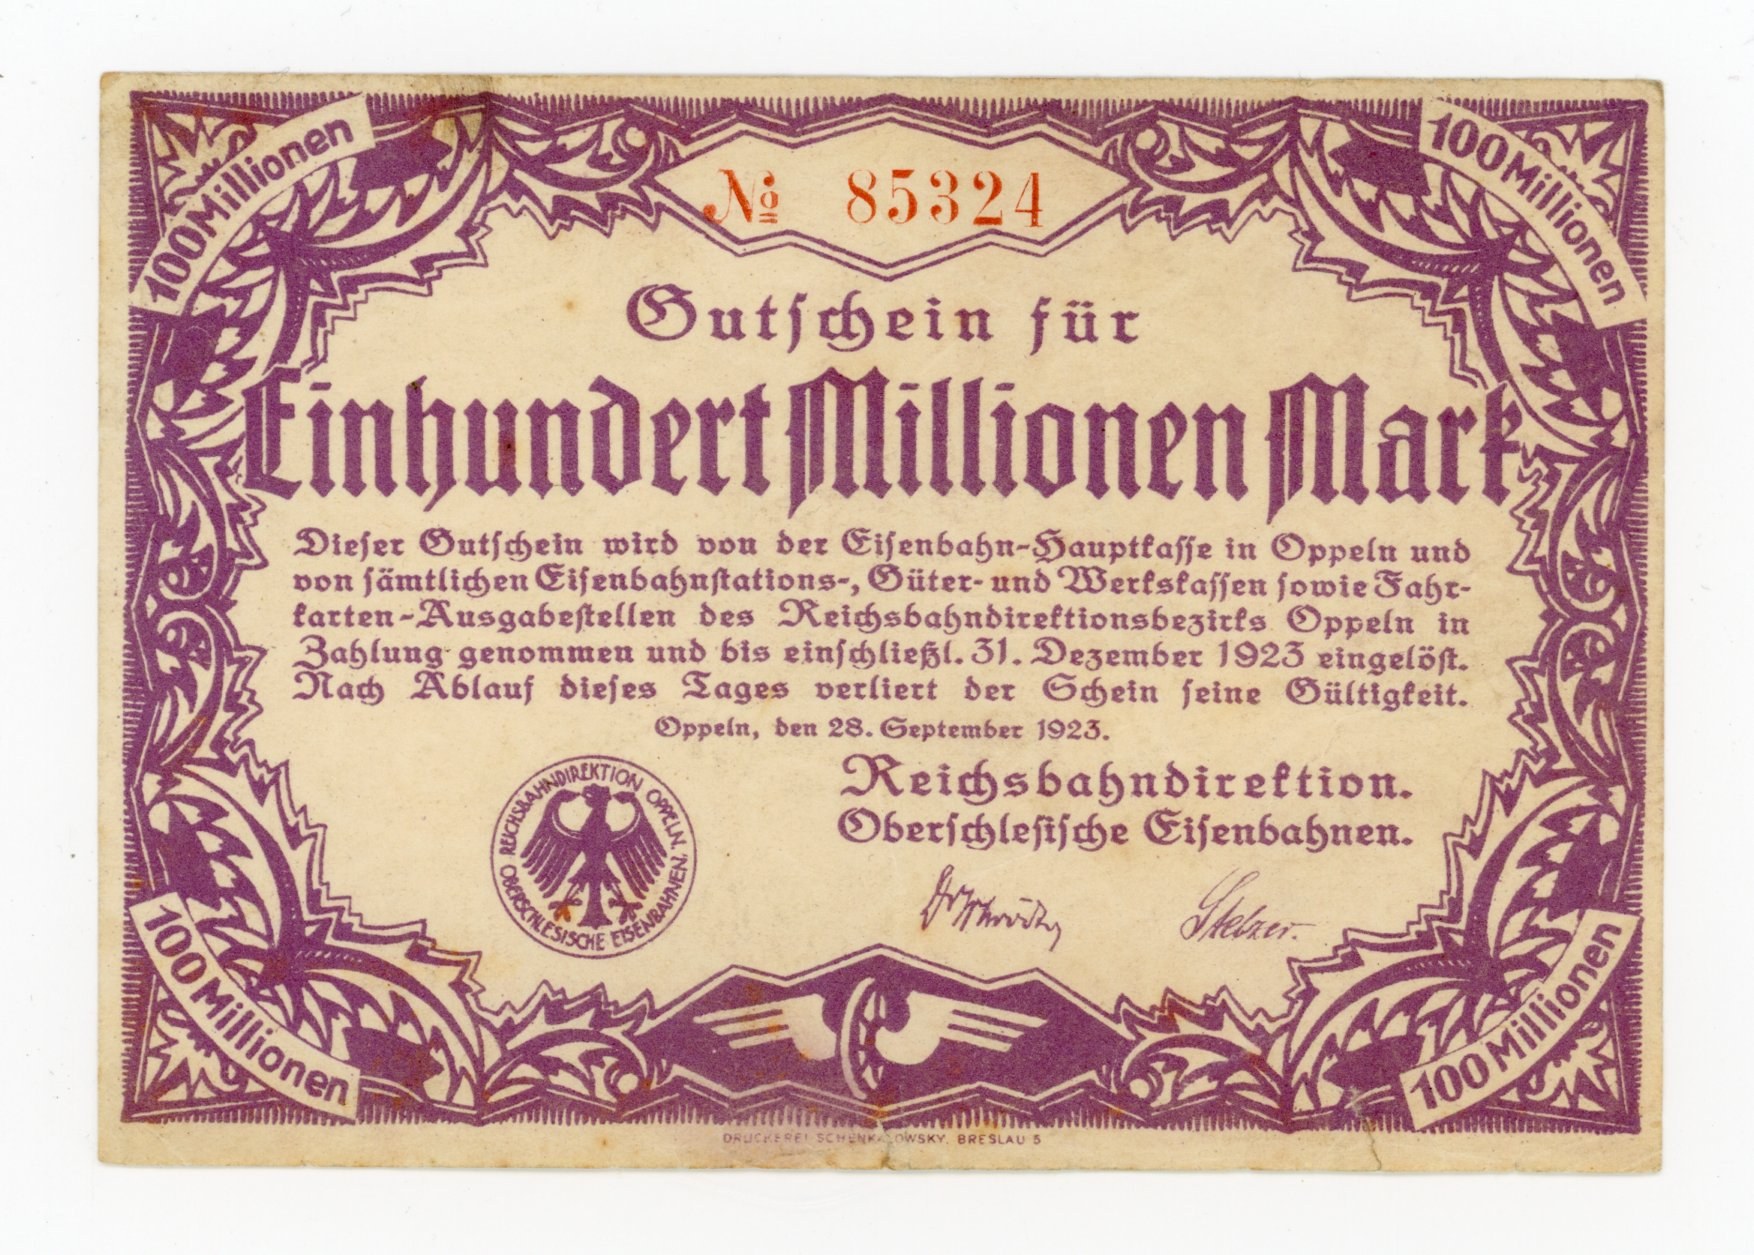 100 Millionen
100 Millionen
№ 85324
Gutschein für
Einhundert Millionen Mark
Dieser Gutschein wird von der Eisenbahn-Hauptkasse in Oppeln und
von sämtlichen Eisenbahnstations-, Güter- und Werkskassen sowie Fahr-
karten-Ausgabestellen des Reichsbahndirektionsbezirks Oppeln in
Zahlung genommen und bis einschließl. 31. Dezember 1923 eingelöst.
Nach Ablauf dieses Tages verliert der Schein seine Gültigkeit.
Oppeln, den 28. September 1923.
Reichsbahndirektion.
Oberschlesische Eisenbahnen.
REICHSBAHNDIREKTION OPPELN.
OBERSCHLESISCHE EISENBAHNEN.
Stelzer.
100 Millionen
100 Millionen
DRUCKEREI SCHENKALOWSKY, BRESLAU 5